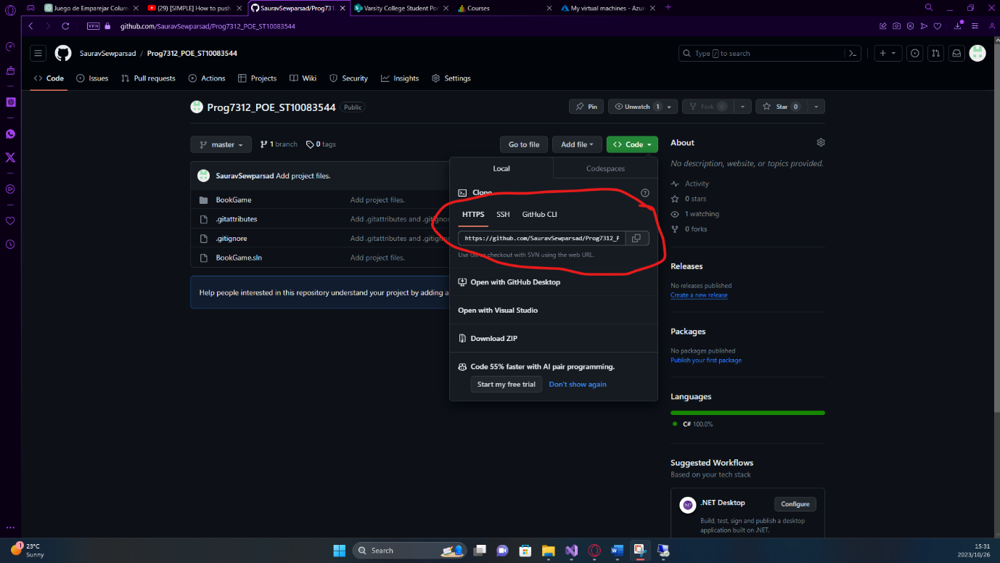 Juego de Emparejar Colum
(29) [SIMPLE] How to push
SauravSewparsad/Prog731
Varsity College Student Por
Courses
My virtual machines - Azur
VPN
github.com/SauravSewparsad/Prog7312_POE_ST10083544
SauravSewparsad / Prog7312_POE_ST10083544
Type / to search
Code
Issues
Pull requests
Actions
Projects
Wiki
Security
Insights
Settings
Prog7312_POE_ST10083544 Public
Pin
Unwatch 1
Fork 0
Star 0
master
1 branch
0 tags
Go to file
Add file
<> Code
Local
Codespaces
SauravSewparsad Add project files.
BookGame Add project files.
.gitattributes Add .gitattributes and .gitigno
.gitignore Add .gitattributes and .gitign
BookGame.sln Add project files.
Help people interested in this repository understand your project by adding a
Clone
HTTPS SSH GitHub CLI
https://github.com/SauravSewparsad/Prog7312_P
Use Git or checkout with SVN using the web URL.
Open with GitHub Desktop
Open with Visual Studio
Download ZIP
Code 55% faster with AI pair programming.
Start my free trial
Don't show again
About
No description, website, or topics provided.
Activity
0 stars
1 watching
0 forks
Releases
No releases published
Create a new release
Packages
No packages published
Publish your first package
Languages
C# 100.0%
Suggested Workflows
Based on your tech stack
.NET
.NET Desktop
Configure
Build, test, sign and publish a desktop
application built on .NET.
1
23°C
Sunny
Search
15:31
2023/10/26